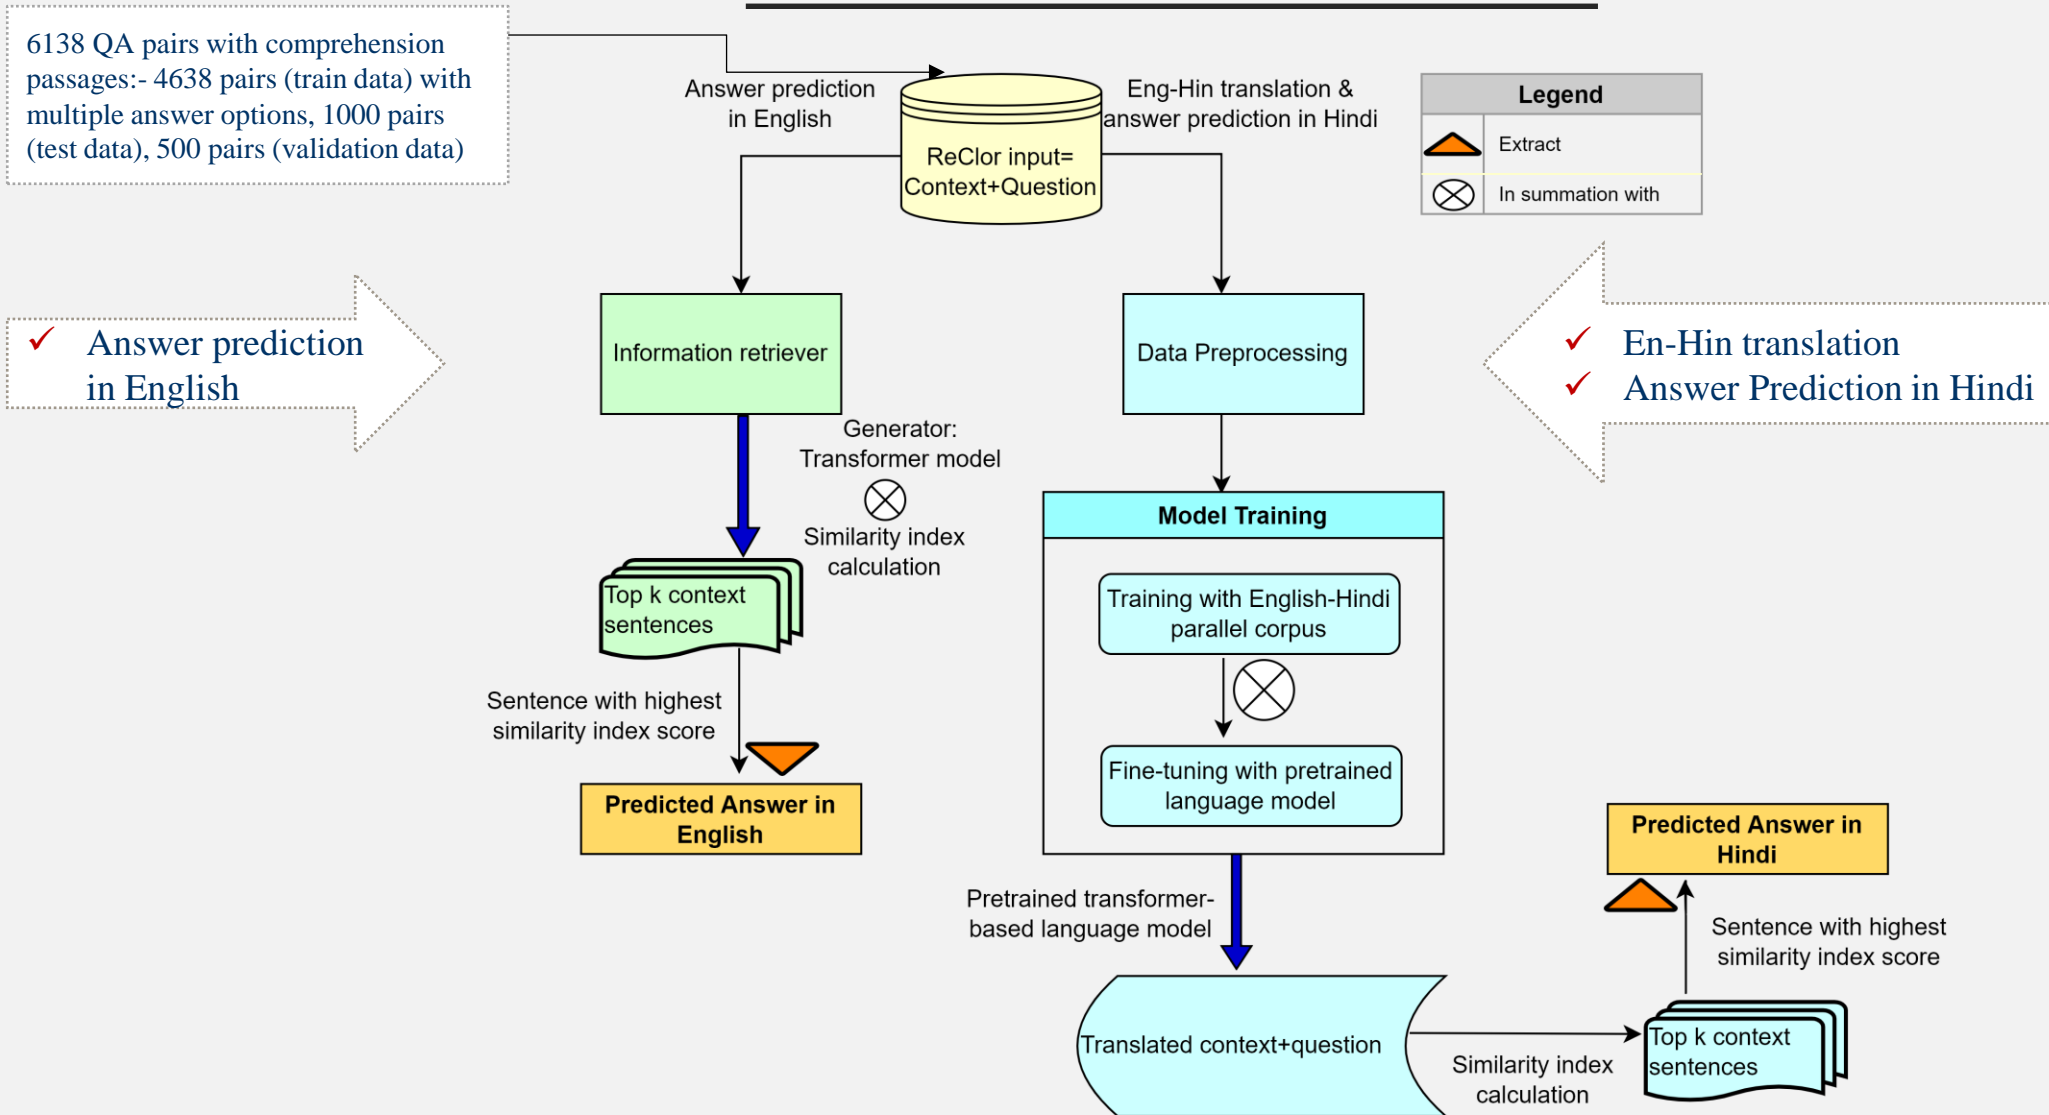 6138 QA pairs with comprehension
passages:- 4638 pairs (train data) with
multiple answer options, 1000 pairs
(test data), 500 pairs (validation data)
Answer prediction
in English
ReClor input=
Context+Question
Eng-Hin translation &
answer prediction in Hindi
Legend
Extract
In summation with
Answer prediction
in English
Information retriever
Data Preprocessing
En-Hin translation
Answer Prediction in Hindi
Generator:
Transformer model
Similarity index
calculation
Top k context
sentences
Sentence with highest
similarity index score
Predicted Answer in
English
Model Training
Training with English-Hindi
parallel corpus
Fine-tuning with pretrained
language model
Pretrained transformer-
based language model
Translated context+question
Similarity index
calculation
Top k context
sentences
Sentence with highest
similarity index score
Predicted Answer in
Hindi